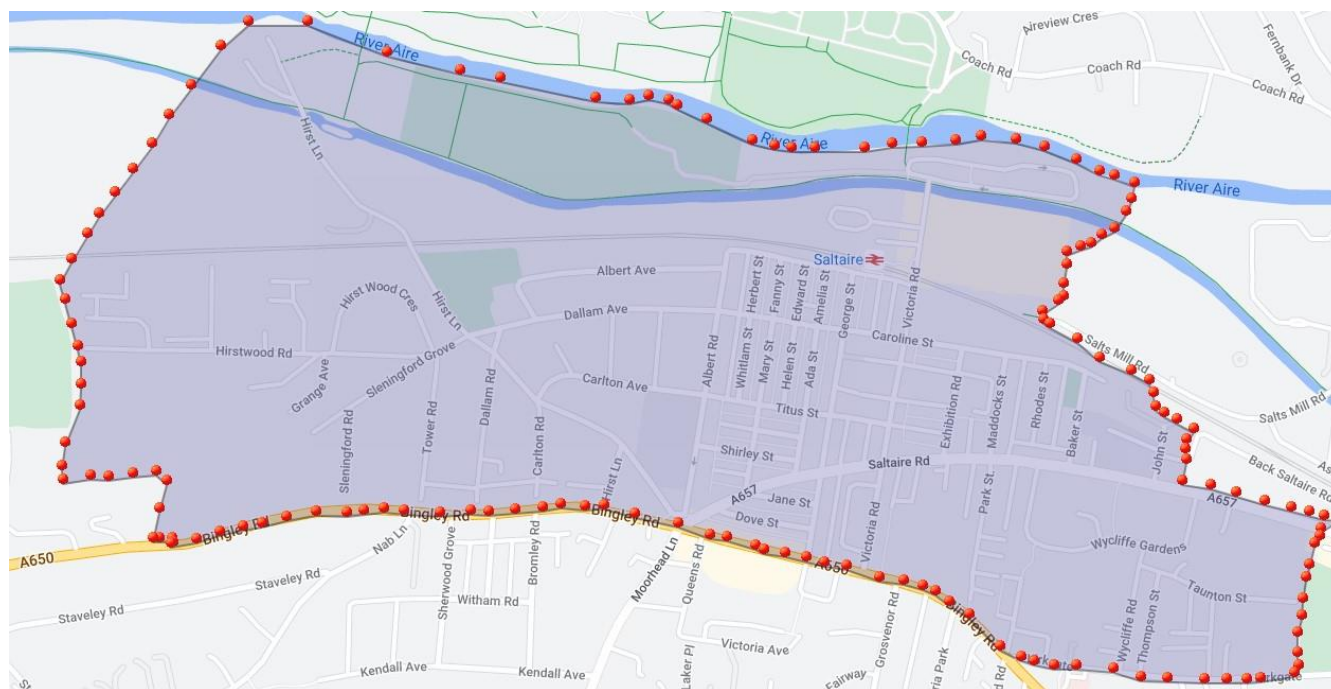 Aireview Cres
Fernbank Dr
River Aire
Coach Rd
Coach Rd
Coach Rd
Hirst Ln
River Aire
River Aire
Saltaire
Albert Ave
Herbert St
Fanny St
Edward St
Amelia St
George St
Victoria Rd
Hirst Wood Cres
Hirst Ln
Dallam Ave
Caroline St
Salts Mill Rd
Hirstwood Rd
Sleningford Grove
Grange Ave
Albert Rd
Whitlam St
Mary St
Helen St
Ada St
Carlton Ave
Titus St
Exhibition Rd
Maddocks St
Rhodes St
Baker St
Salts Mill Rd
Dallam Rd
Tower Rd
Sleningford Rd
Carlton Rd
Hirst Ln
Shirley St
Saltaire Rd
John St
Back Saltaire Rd
A657
A657
Jane St
Dove St
Park St
Victoria Rd
Bingley Rd
Bingley Rd
Bingley Rd
A650
Nab Ln
Sherwood Grove
Bromley Rd
Moorhead Ln
Queens Rd
A650
Wycliffe Gardens
Staveley Rd
Staveley Rd
Witham Rd
Taunton St
Wycliffe Rd
Thompson St
Bingley Rd
Grosvenor Rd
Victoria Ave
Victoria Park
Kendall Ave
Kendall Ave
Laker Pl
Fairway